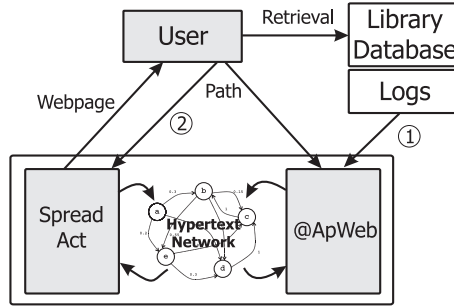 User
Retrieval
Library
Database
Logs
Webpage
②
Path
①
Spread
Act
Hypertext
Network
@ApWeb
a
b
c
d
e